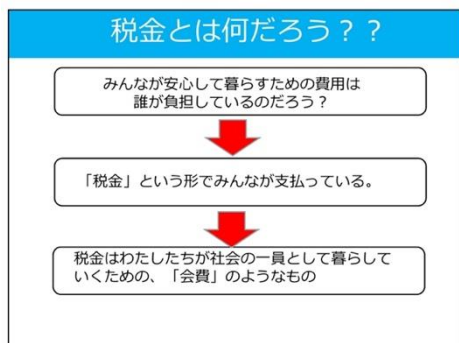 税金とは何だろう？？
みんなが安心して暮らすための費用は
誰が負担しているのだろう？
「税金」という形でみんなが支払っている。
税金はわたしたちが社会の一員として暮らして
いくための、「会費」のようなもの